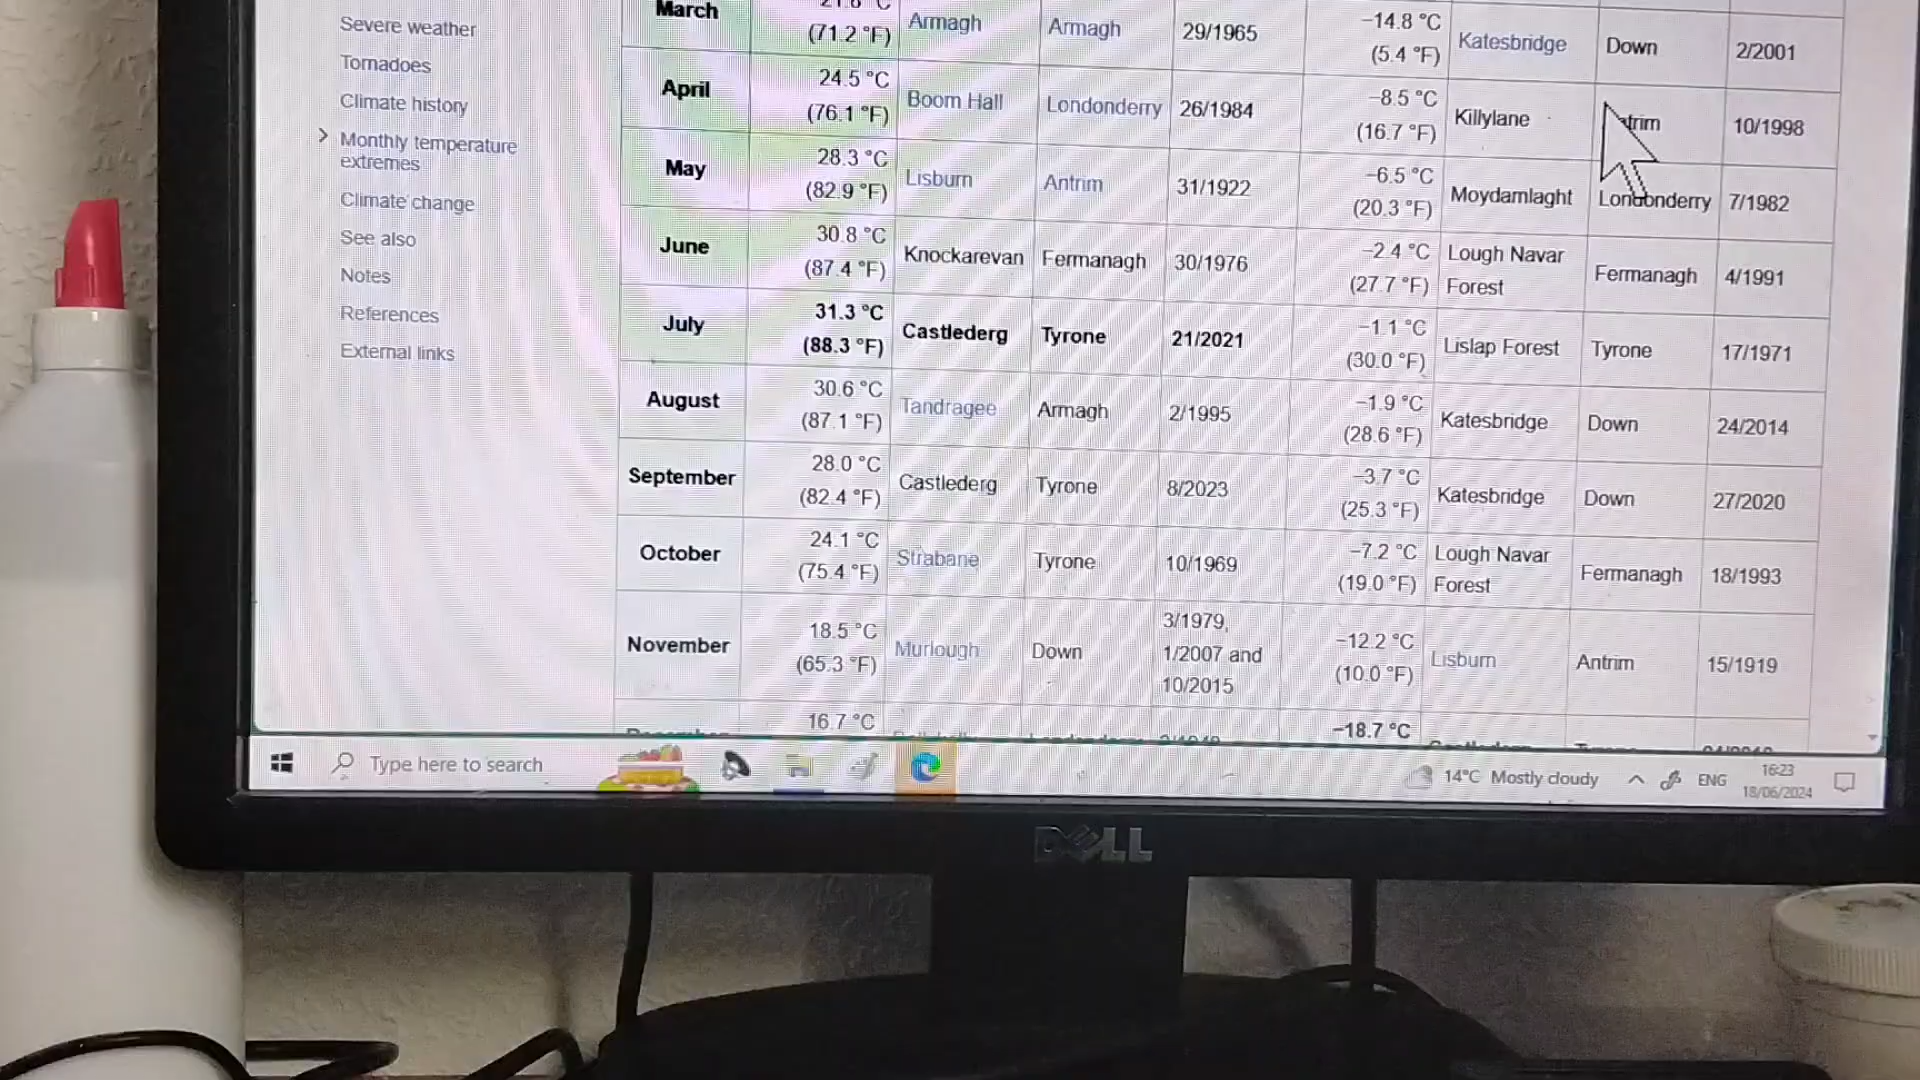 Severe weather
Tornadoes
Climate history
Monthly temperature
extremes
Climate change
See also
Notes
References
External links
March (71.2 °F) Armagh Armagh 29/1965 −14.8 °C (5.4 °F) Katesbridge Down 2/2001
April 24.5 °C (76.1 °F) Boom Hall Londonderry 26/1984 −8.5 °C (16.7 °F) Killylane trim 10/1998
May 28.3 °C (82.9 °F) Lisburn Antrim 31/1922 −6.5 °C (20.3 °F) Moydamlaght Londonderry 7/1982
June 30.8 °C (87.4 °F) Knockarevan Fermanagh 30/1976 −2.4 °C (27.7 °F) Lough Navar Forest Fermanagh 4/1991
July 31.3 °C (88.3 °F) Castlederg Tyrone 21/2021 −1.1 °C (30.0 °F) Lislap Forest Tyrone 17/1971
August 30.6 °C (87.1 °F) Tandragee Armagh 2/1995 −1.9 °C (28.6 °F) Katesbridge Down 24/2014
September 28.0 °C (82.4 °F) Castlederg Tyrone 8/2023 −3.7 °C (25.3 °F) Katesbridge Down 27/2020
October 24.1 °C (75.4 °F) Strabane Tyrone 10/1969 −7.2 °C (19.0 °F) Lough Navar Forest Fermanagh 18/1993
November 18.5 °C (65.3 °F) Murlough Down 3/1979, 1/2007 and 10/2015 −12.2 °C (10.0 °F) Lisburn Antrim 15/1919
16.7 °C −18.7 °C
Type here to search
14°C Mostly cloudy ENG 16:23
18/06/2024
DELL